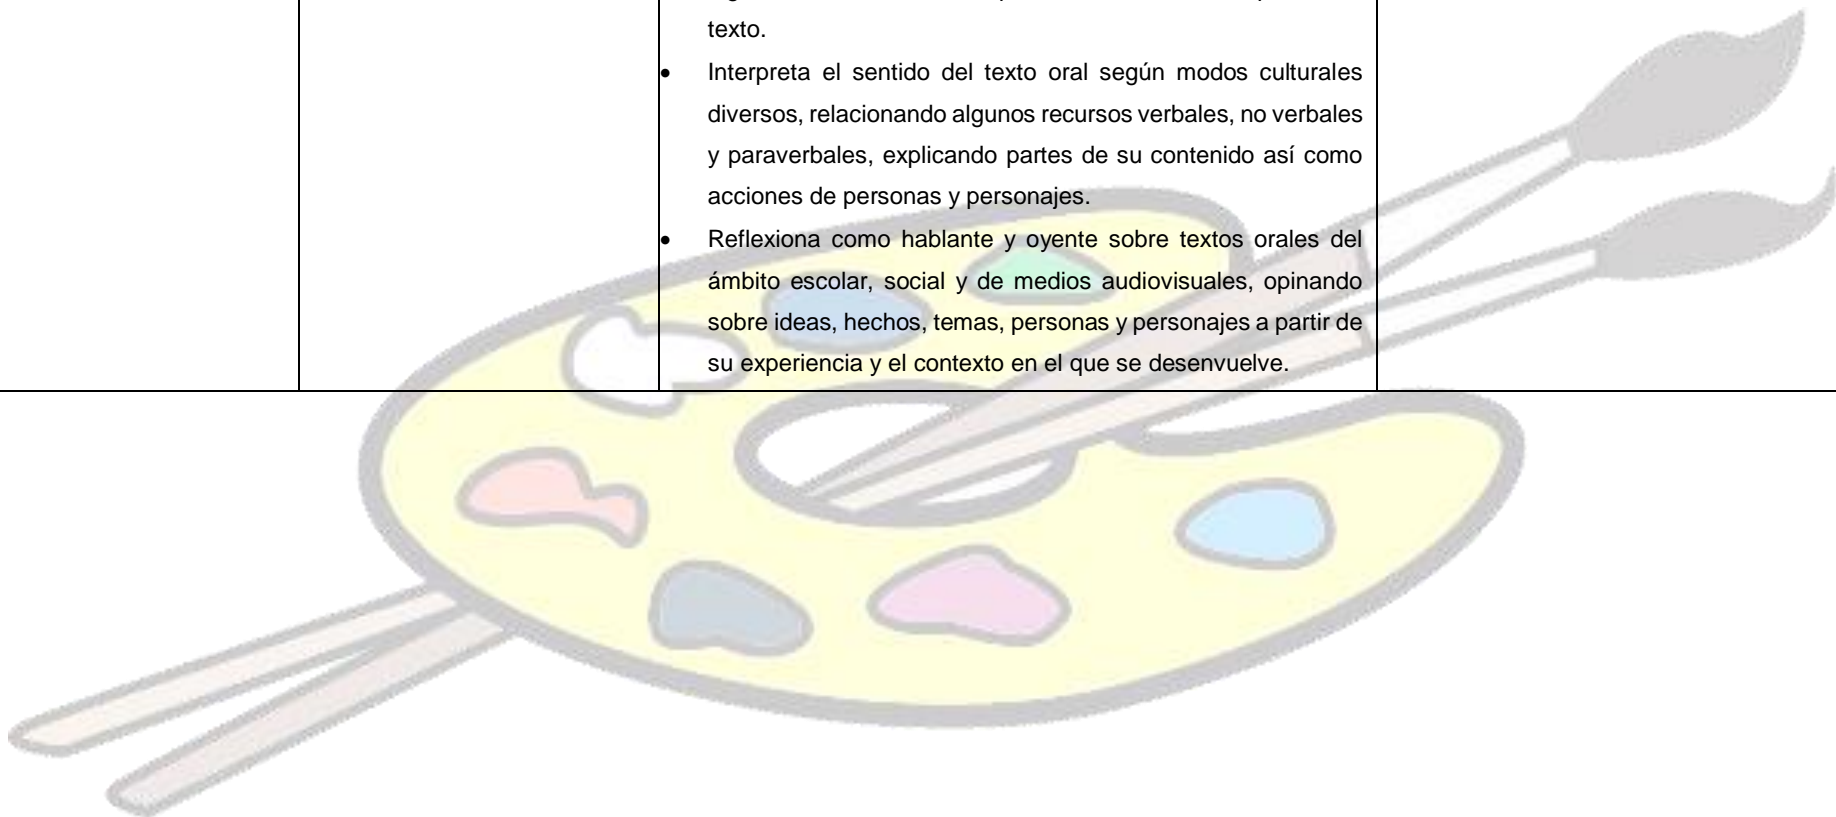 texto.
• Interpreta el sentido del texto oral según modos culturales
diversos, relacionando algunos recursos verbales, no verbales
y paraverbales, explicando partes de su contenido así como
acciones de personas y personajes.
• Reflexiona como hablante y oyente sobre textos orales del
ámbito escolar, social y de medios audiovisuales, opinando
sobre ideas, hechos, temas, personas y personajes a partir de
su experiencia y el contexto en el que se desenvuelve.